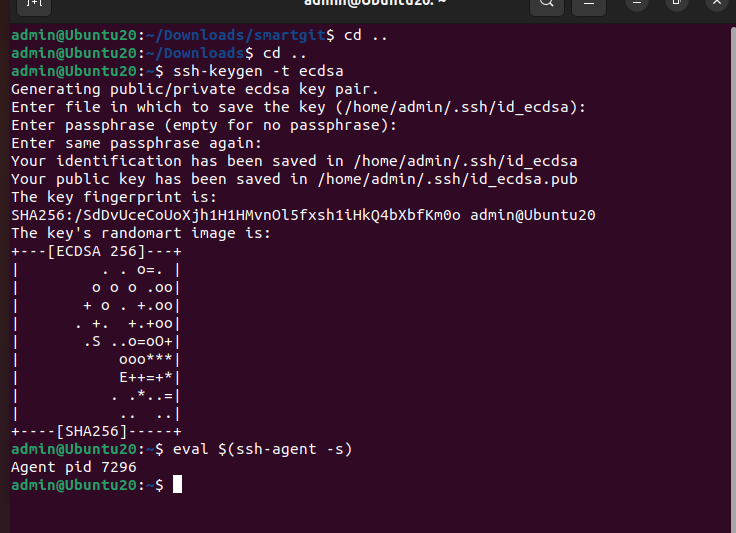 admin@Ubuntu20: ~
admin@Ubuntu20:~/Downloads/smartgit$ cd ..
admin@Ubuntu20:~/Downloads$ cd ..
admin@Ubuntu20:~$ ssh-keygen -t ecdsa
Generating public/private ecdsa key pair.
Enter file in which to save the key (/home/admin/.ssh/id_ecdsa):
Enter passphrase (empty for no passphrase):
Enter same passphrase again:
Your identification has been saved in /home/admin/.ssh/id_ecdsa
Your public key has been saved in /home/admin/.ssh/id_ecdsa.pub
The key fingerprint is:
SHA256:/SdDvUceCoUoXjh1H1HMvnOl5fxsh1iHkQ4bXbfKm0o admin@Ubuntu20
The key's randomart image is:
+---[ECDSA 256]---+
|          . . o=. |
|         o o o .oo|
|        + o . +.oo|
|       . +.  +.+oo|
|        .S ..o=oO+|
|            ooo***|
|            E++=+*|
|           . .*..=|
|            ..  ..|
+----[SHA256]-----+
admin@Ubuntu20:~$ eval $(ssh-agent -s)
Agent pid 7296
admin@Ubuntu20:~$